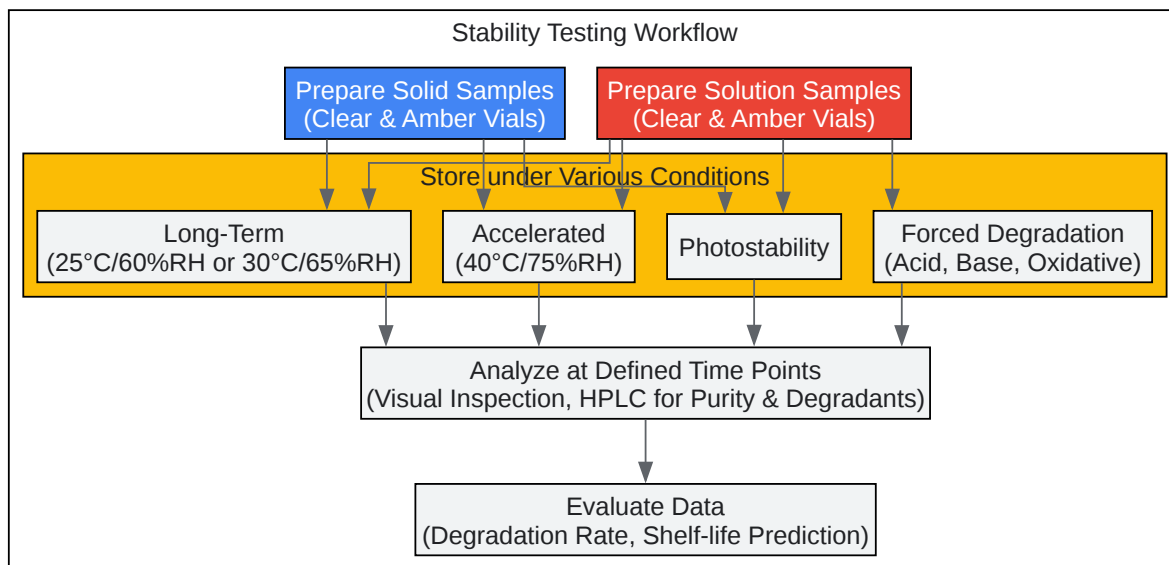 Stability Testing Workflow
Prepare Solid Samples
(Clear & Amber Vials)
Prepare Solution Samples
(Clear & Amber Vials)
Store under Various Conditions
Long-Term
(25°C/60%RH or 30°C/65%RH)
Accelerated
(40°C/75%RH)
Photostability
Forced Degradation
(Acid, Base, Oxidative)
Analyze at Defined Time Points
(Visual Inspection, HPLC for Purity & Degradants)
Evaluate Data
(Degradation Rate, Shelf-life Prediction)